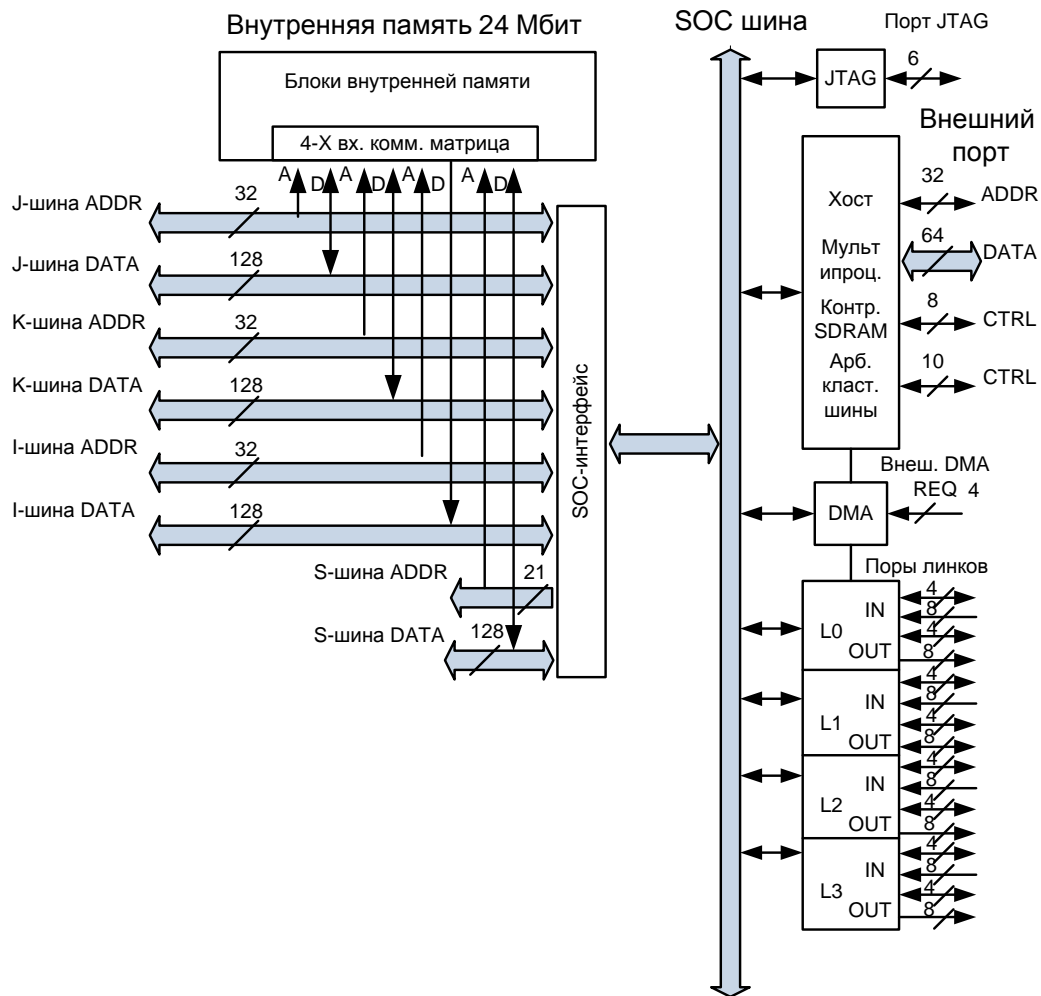 Внутренняя память 24 Мбит
Блоки внутренней памяти
4-Х вх. комм. матрица
A
D
A
D
A
D
A
D
J-шина ADDR
32
J-шина DATA
128
K-шина ADDR
32
K-шина DATA
128
I-шина ADDR
32
I-шина DATA
128
S-шина ADDR
21
S-шина DATA
128
SOC-интерфейс
SOC шина
Порт JTAG
JTAG
6
Внешний
порт
Хост
Мульт
ипроц.
Контр.
SDRAM
Арб.
класт.
шины
32
ADDR
64
DATA
8
CTRL
10
CTRL
Внеш. DMA
REQ 4
DMA
Поры линков
L0
IN
OUT
4
8
4
8
L1
IN
OUT
4
8
4
8
L2
IN
OUT
4
8
4
8
L3
IN
OUT
4
8
4
8